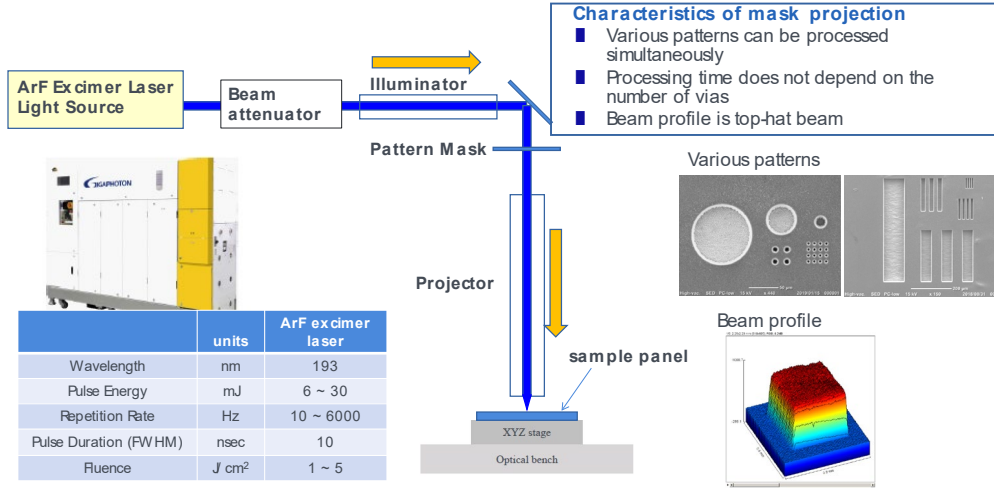 Characteristics of mask projection
Various patterns can be processed
simultaneously
Processing time does not depend on the
number of vias
Beam profile is top-hat beam
ArF Excimer Laser
Light Source
Beam
attenuator
Illuminator
Pattern Mask
Projector
sample panel
XYZ stage
Optical bench
GIGAPHOTON
units
ArF excimer
laser
Wavelength nm 193
Pulse Energy mJ 6 ~ 30
Repetition Rate Hz 10 ~ 6000
Pulse Duration (FWHM) nsec 10
Fluence J/ cm² 1 ~ 5
Various patterns
Beam profile